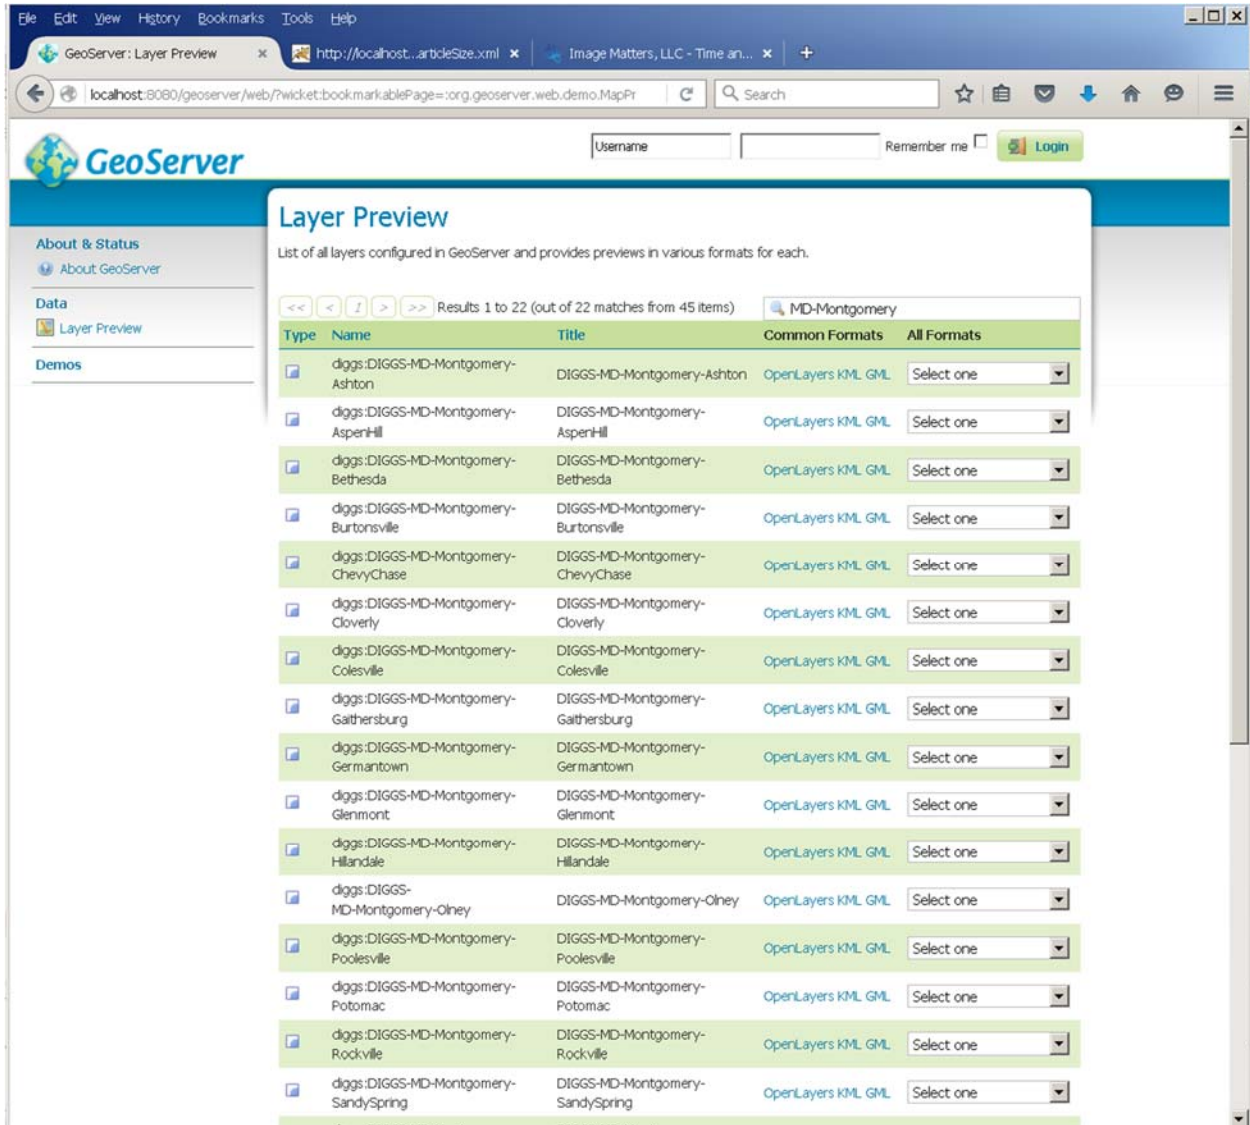 File Edit View History Bookmarks Tools Help
GeoServer: Layer Preview × http://localhost...articleSize.xml × Image Matters, LLC - Time an... × +
localhost:8080/geoserver/web/?wicket:bookmarkablePage=:org.geoserver.web.demo.MapPr Search
GeoServer
Username Remember me Login
Layer Preview
List of all layers configured in GeoServer and provides previews in various formats for each.
About & Status
About GeoServer
Data
Layer Preview
Demos
<< < 1 > >> Results 1 to 22 (out of 22 matches from 45 items) MD-Montgomery
Type Name Title Common Formats All Formats
diggs:DIGGS-MD-Montgomery-
Ashton
DIGGS-MD-Montgomery-Ashton OpenLayers KML GML Select one
diggs:DIGGS-MD-Montgomery-
AspenHill
DIGGS-MD-Montgomery-
AspenHill
OpenLayers KML GML Select one
diggs:DIGGS-MD-Montgomery-
Bethesda
DIGGS-MD-Montgomery-
Bethesda
OpenLayers KML GML Select one
diggs:DIGGS-MD-Montgomery-
Burtonsville
DIGGS-MD-Montgomery-
Burtonsville
OpenLayers KML GML Select one
diggs:DIGGS-MD-Montgomery-
ChevyChase
DIGGS-MD-Montgomery-
ChevyChase
OpenLayers KML GML Select one
diggs:DIGGS-MD-Montgomery-
Cloverly
DIGGS-MD-Montgomery-
Cloverly
OpenLayers KML GML Select one
diggs:DIGGS-MD-Montgomery-
Colesville
DIGGS-MD-Montgomery-
Colesville
OpenLayers KML GML Select one
diggs:DIGGS-MD-Montgomery-
Gaithersburg
DIGGS-MD-Montgomery-
Gaithersburg
OpenLayers KML GML Select one
diggs:DIGGS-MD-Montgomery-
Germantown
DIGGS-MD-Montgomery-
Germantown
OpenLayers KML GML Select one
diggs:DIGGS-MD-Montgomery-
Glenmont
DIGGS-MD-Montgomery-
Glenmont
OpenLayers KML GML Select one
diggs:DIGGS-MD-Montgomery-
Hillandale
DIGGS-MD-Montgomery-
Hillandale
OpenLayers KML GML Select one
diggs:DIGGS-
MD-Montgomery-Olney
DIGGS-MD-Montgomery-Olney OpenLayers KML GML Select one
diggs:DIGGS-MD-Montgomery-
Poolesville
DIGGS-MD-Montgomery-
Poolesville
OpenLayers KML GML Select one
diggs:DIGGS-MD-Montgomery-
Potomac
DIGGS-MD-Montgomery-
Potomac
OpenLayers KML GML Select one
diggs:DIGGS-MD-Montgomery-
Rockville
DIGGS-MD-Montgomery-
Rockville
OpenLayers KML GML Select one
diggs:DIGGS-MD-Montgomery-
SandySpring
DIGGS-MD-Montgomery-
SandySpring
OpenLayers KML GML Select one